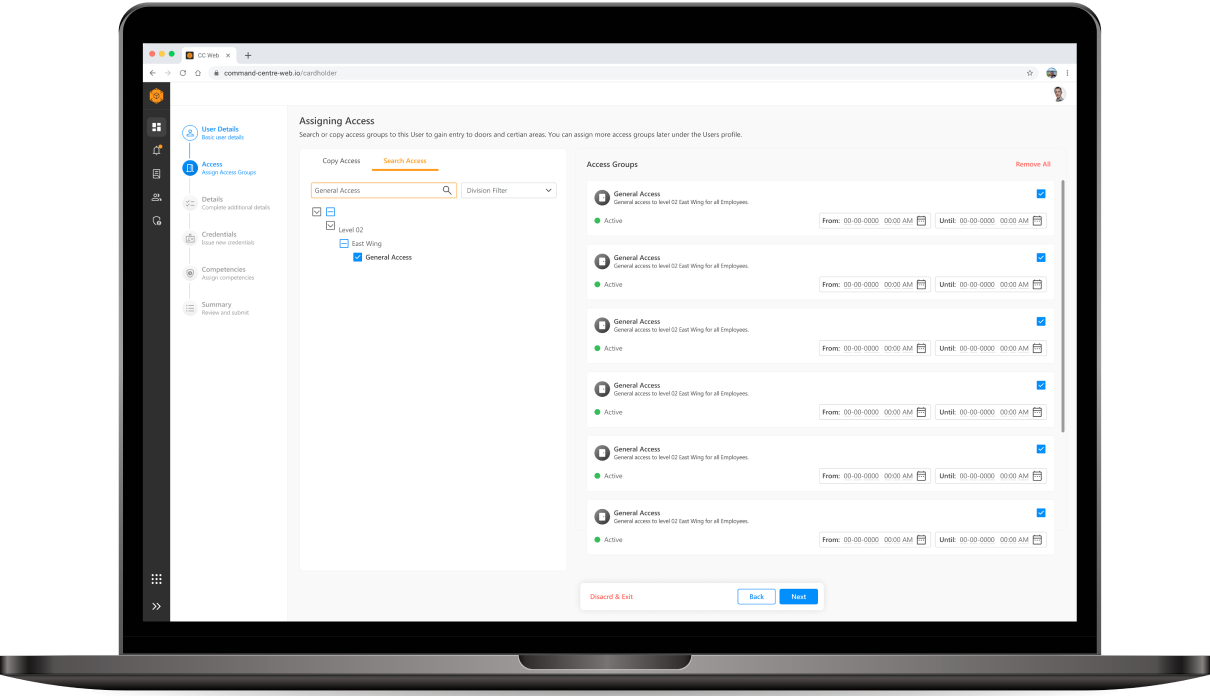 CC Web
command-centre-web.io/cardholder
User Details
Basic user details
Access
Assign Access Groups
Details
Complete additional details
Credentials
Issue new credentials
Competencies
Assign competencies
Summary
Review and submit
Assigning Access
Search or copy access groups to this User to gain entry to doors and certian areas. You can assign more access groups later under the Users profile.
Copy Access
Search Access
General Access
Division Filter
Level 02
East Wing
General Access
Access Groups
Remove All
General Access
General access to level 02 East Wing for all Employees.
Active
From: 00-00-0000 00:00 AM
Until: 00-00-0000 00:00 AM
General Access
General access to level 02 East Wing for all Employees.
Active
From: 00-00-0000 00:00 AM
Until: 00-00-0000 00:00 AM
General Access
General access to level 02 East Wing for all Employees.
Active
From: 00-00-0000 00:00 AM
Until: 00-00-0000 00:00 AM
General Access
General access to level 02 East Wing for all Employees.
Active
From: 00-00-0000 00:00 AM
Until: 00-00-0000 00:00 AM
General Access
General access to level 02 East Wing for all Employees.
Active
From: 00-00-0000 00:00 AM
Until: 00-00-0000 00:00 AM
General Access
General access to level 02 East Wing for all Employees.
Active
From: 00-00-0000 00:00 AM
Until: 00-00-0000 00:00 AM
Disacrd & Exit
Back
Next